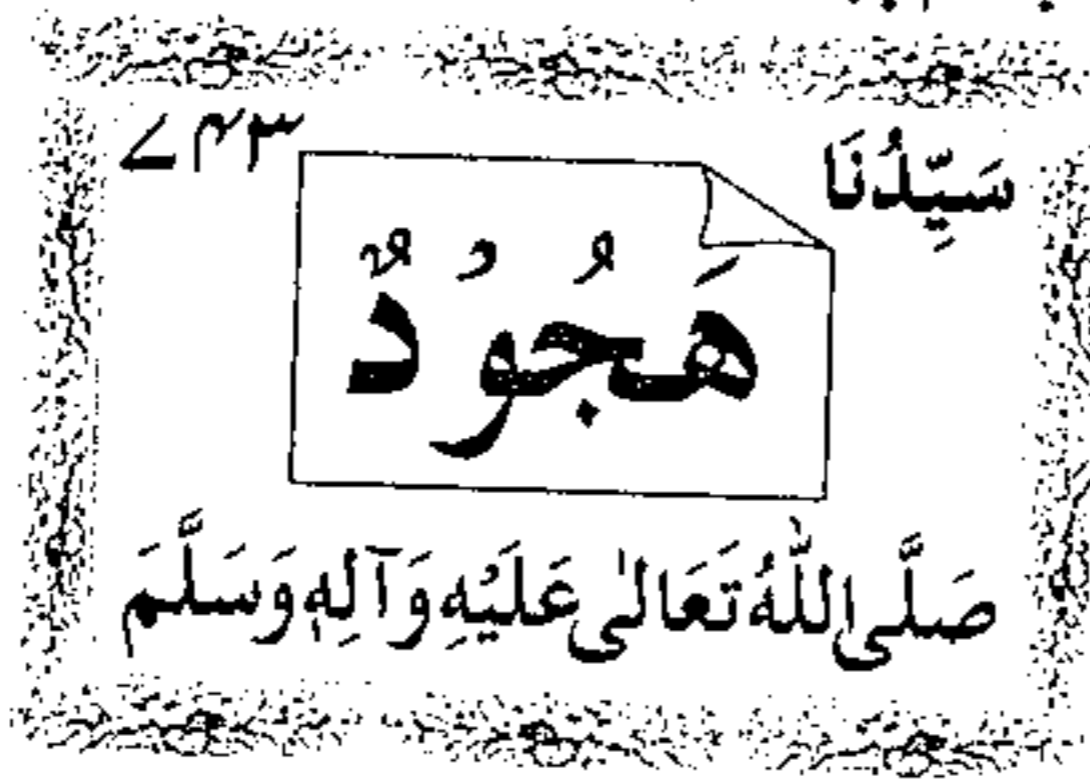 سَيِّدُنَا ۷۴۳
هَجُوْدٌ
صَلَّى اللّٰهُ تَعَالٰى عَلَيْهِ وَآلِهٖ وَسَلَّمَ